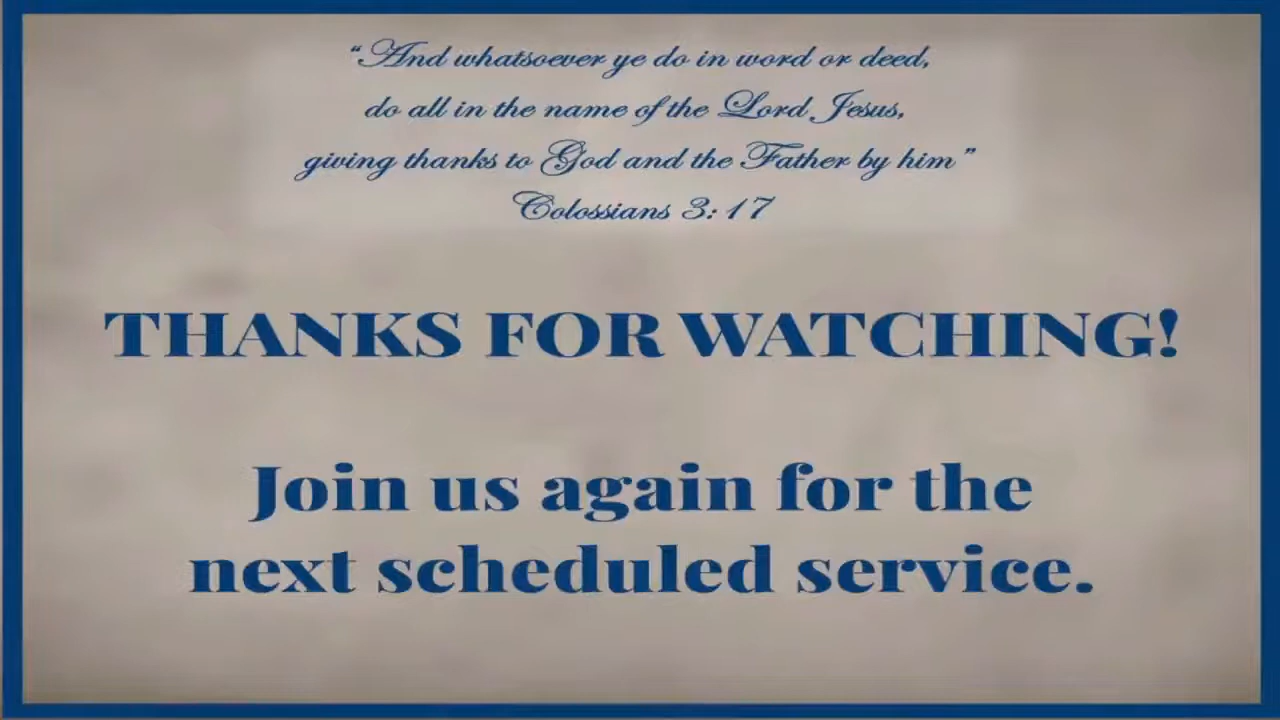 “And whatsoever ye do in word or deed,
do all in the name of the Lord Jesus,
giving thanks to God and the Father by him”
Colossians 3:17
THANKS FOR WATCHING!
Join us again for the
next scheduled service.